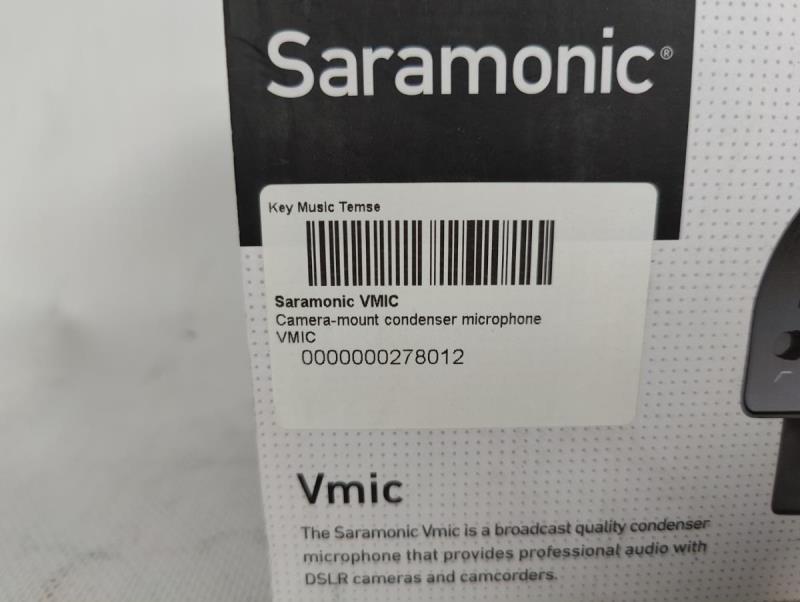 Saramonic®
Key Music Temse
Saramonic VMIC
Camera-mount condenser microphone
VMIC
0000000278012
Vmic
The Saramonic Vmic is a broadcast quality condenser
microphone that provides professional audio with
DSLR cameras and camcorders.